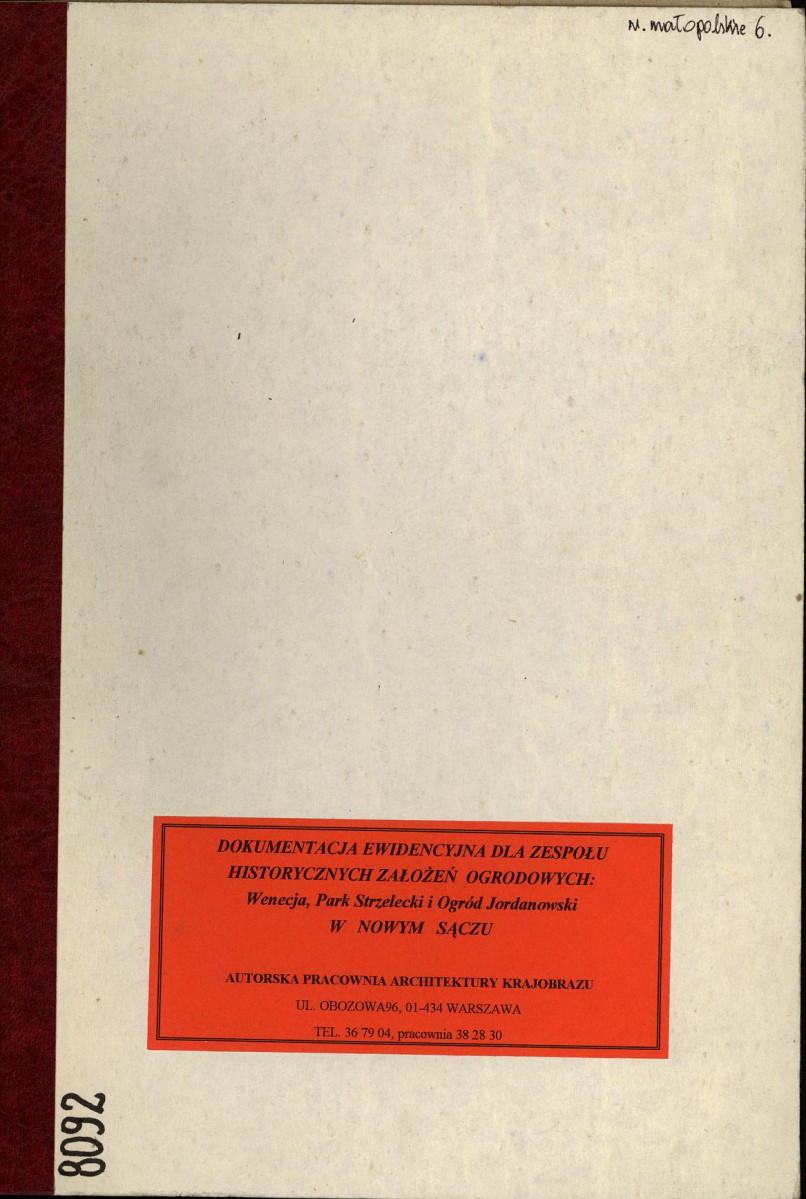 w. małopolskie 6.
DOKUMENTACJA EWIDENCYJNA DLA ZESPOŁU
HISTORYCZNYCH ZAŁOŻEŃ OGRODOWYCH:
Wenecja, Park Strzelecki i Ogród Jordanowski
W NOWYM SĄCZU
AUTORSKA PRACOWNIA ARCHITEKTURY KRAJOBRAZU
UL. OBOZOWA96, 01-434 WARSZAWA
TEL. 36 79 04, pracownia 38 28 30
8092